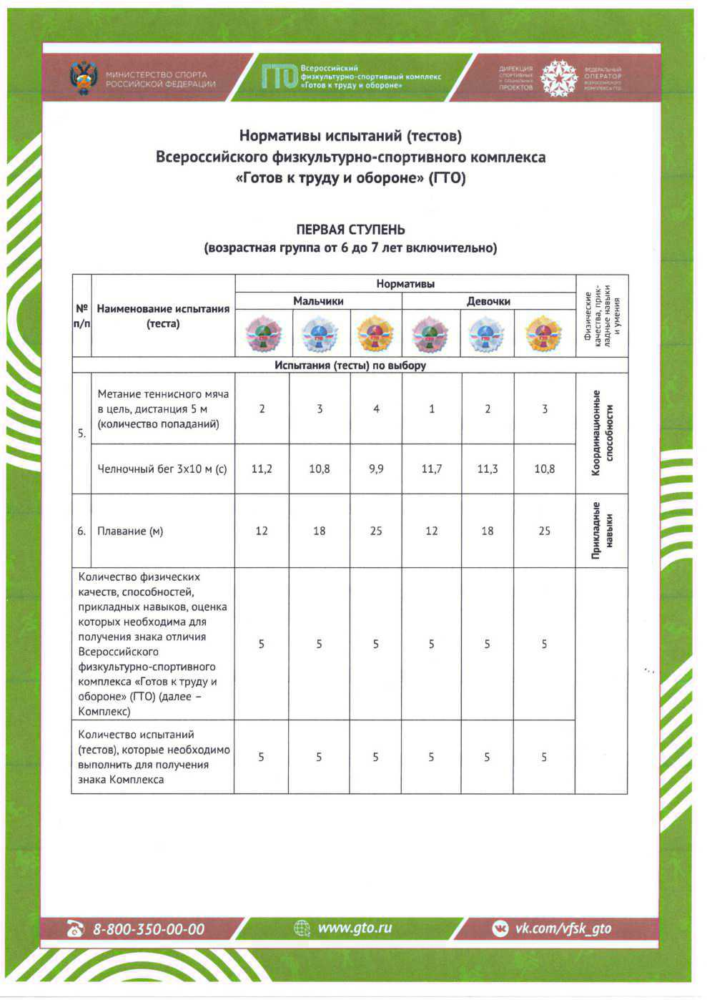 МИНИСТЕРСТВО СПОРТА
РОССИЙСКОЙ ФЕДЕРАЦИИ
ГТО
Всероссийский
физкультурно-спортивный комплекс
«Готов к труду и обороне»
ДИРЕКЦИЯ
СПОРТИВНЫХ
И СОЦИАЛЬНЫХ
ПРОЕКТОВ
ФЕДЕРАЛЬНЫЙ
ОПЕРАТОР
ВСЕРОССИЙСКОГО
КОМПЛЕКСА ГТО
Нормативы испытаний (тестов)
Всероссийского физкультурно-спортивного комплекса
«Готов к труду и обороне» (ГТО)
ПЕРВАЯ СТУПЕНЬ
(возрастная группа от 6 до 7 лет включительно)
№
п/п
Наименование испытания
(теста)
Нормативы
Мальчики
Девочки
ГТО ГТО ГТО ГТО ГТО ГТО
Физические
качества, прик-
ладные навыки
и умения
Испытания (тесты) по выбору
5.
Метание теннисного мяча
в цель, дистанция 5 м
(количество попаданий)
2 3 4 1 2 3
Челночный бег 3х10 м (с)
11,2 10,8 9,9 11,7 11,3 10,8
Координационные
способности
6.
Плавание (м)
12 18 25 12 18 25
Прикладные
навыки
Количество физических
качеств, способностей,
прикладных навыков, оценка
которых необходима для
получения знака отличия
Всероссийского
физкультурно-спортивного
комплекса «Готов к труду и
обороне» (ГТО) (далее –
Комплекс)
5 5 5 5 5 5
Количество испытаний
(тестов), которые необходимо
выполнить для получения
знака Комплекса
5 5 5 5 5 5
8-800-350-00-00
www.gto.ru
vk.com/vfsk_gto